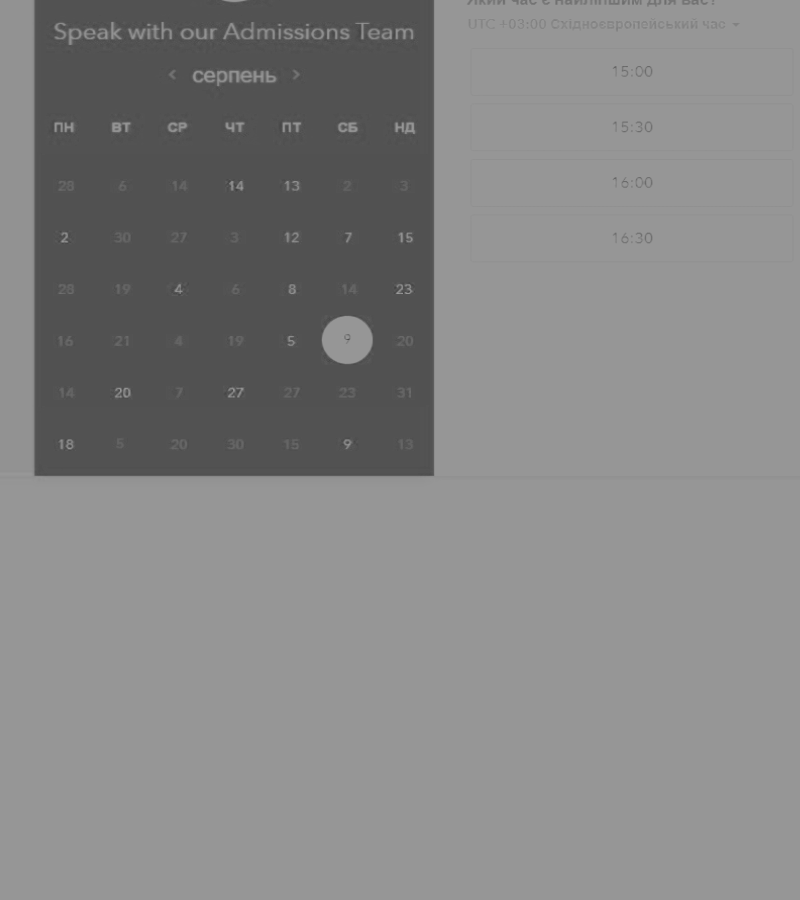 Speak with our Admissions Team
Який час є найліпшим для вас?
UTC +03:00 Східноєвропейський час
< серпень >
ПН ВТ СР ЧТ ПТ СБ НД
28 6 14 14 13 2 3
2 30 27 3 12 7 15
28 19 4 6 8 14 23
16 21 4 19 5 9 20
14 20 7 27 27 23 31
18 5 20 30 15 9 13
15:00
15:30
16:00
16:30